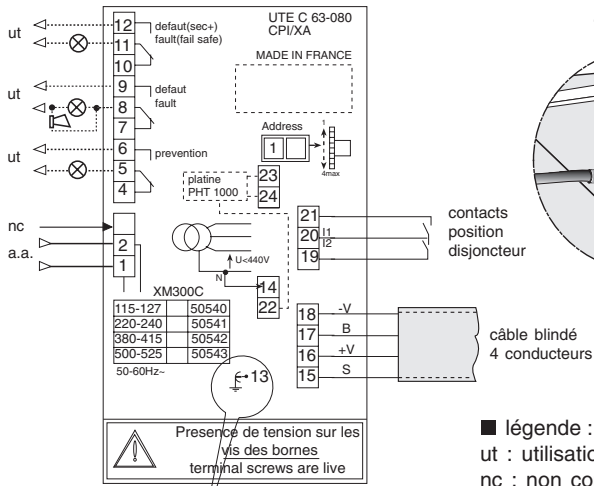 UTE C 63-080
CPI/XA
MADE IN FRANCE
ut
12
defaut(sec+)
11
fault(fail safe)
10
ut
9
defaut
8
fault
7
ut
6
prevention
5
4
Address
1
1
4max
platine
PHT 1000
23
24
nc
a.a.
2
1
U<440V
N
14
22
21
20
I1
I2
19
contacts
position
disjoncteur
XM300C
115-127 50540
220-240 50541
380-415 50542
500-525 50543
50-60Hz~
13
18 -V
17 B
16 +V
15 S
câble blindé
4 conducteurs
Presence de tension sur les
vis des bornes
terminal screws are live
■ légende :
ut : utilisatio
nc : non co